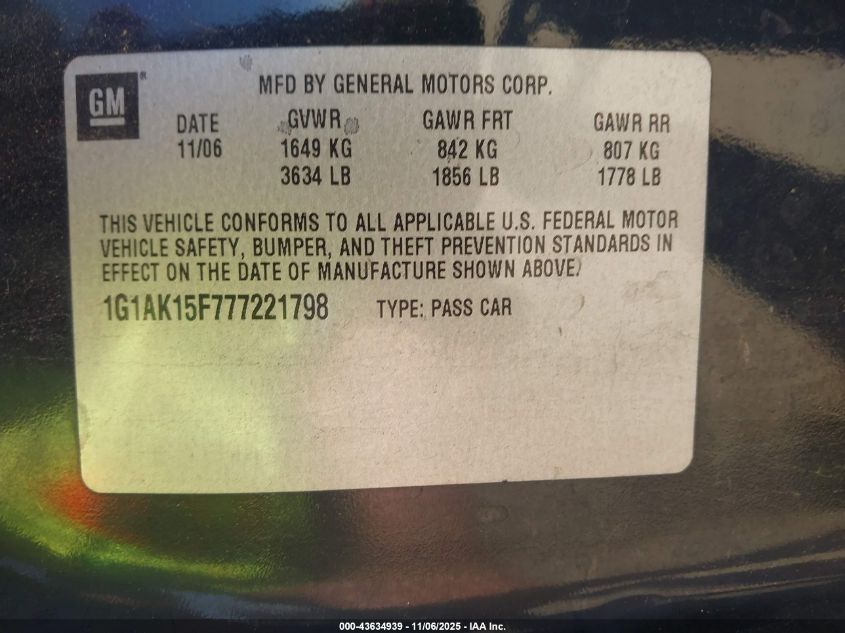 GM ®
MFD BY GENERAL MOTORS CORP.
DATE GVWR GAWR FRT GAWR RR
11/06 1649 KG 842 KG 807 KG
3634 LB 1856 LB 1778 LB
THIS VEHICLE CONFORMS TO ALL APPLICABLE U.S. FEDERAL MOTOR
VEHICLE SAFETY, BUMPER, AND THEFT PREVENTION STANDARDS IN
EFFECT ON THE DATE OF MANUFACTURE SHOWN ABOVE.
1G1AK15F777221798 TYPE: PASS CAR
000-43634939 - 11/06/2025 - IAA Inc.